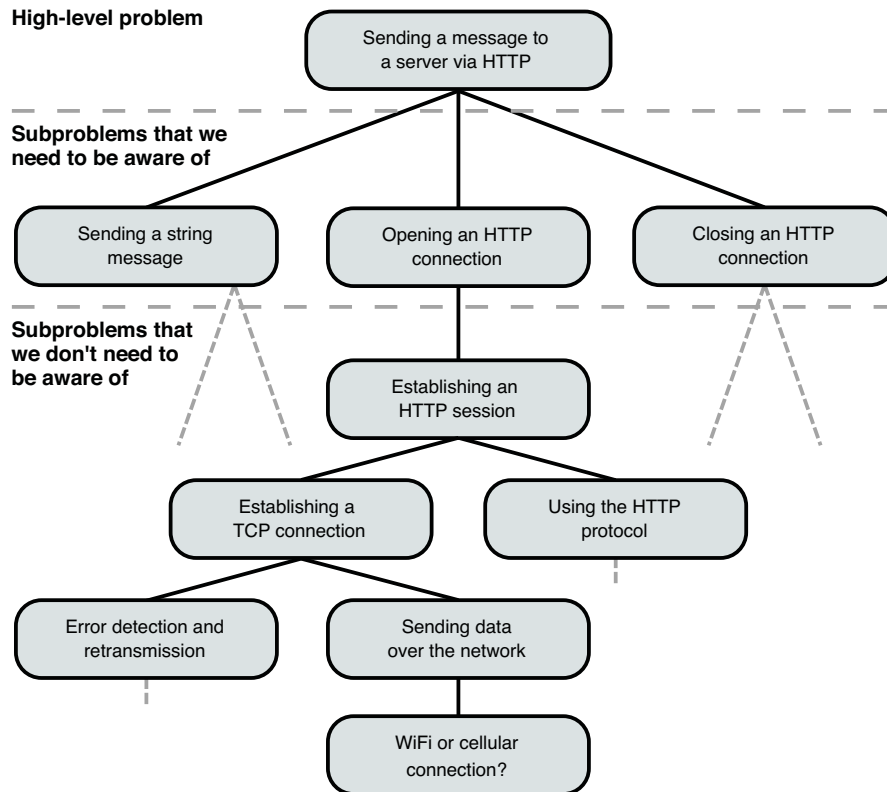 High-level problem
Sending a message to
a server via HTTP
Subproblems that we
need to be aware of
Sending a string
message
Opening an HTTP
connection
Closing an HTTP
connection
Subproblems that
we don't need to
be aware of
Establishing an
HTTP session
Establishing a
TCP connection
Using the HTTP
protocol
Error detection and
retransmission
Sending data
over the network
WiFi or cellular
connection?